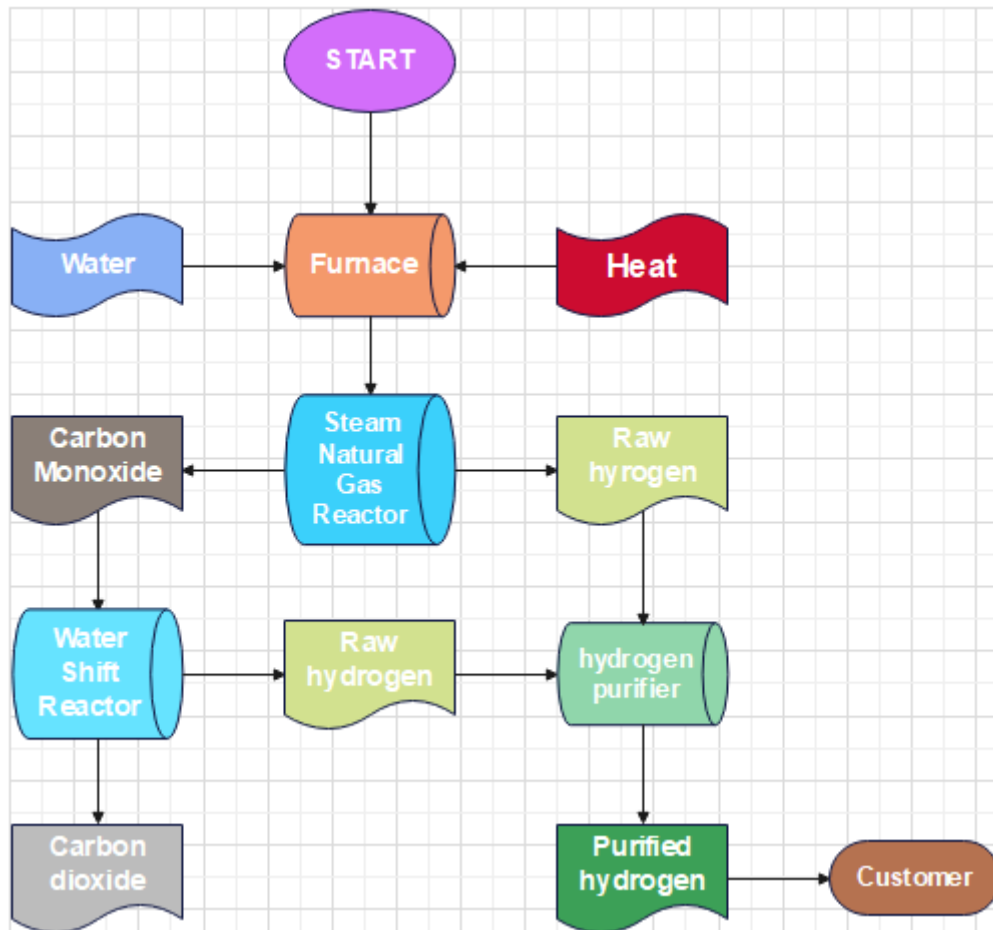 START
Water
Furnace
Heat
Carbon
Monoxide
Steam
Natural
Gas
Reactor
Raw
hyrogen
Water
Shift
Reactor
Raw
hydrogen
hydrogen
purifier
Carbon
dioxide
Purified
hydrogen
Customer